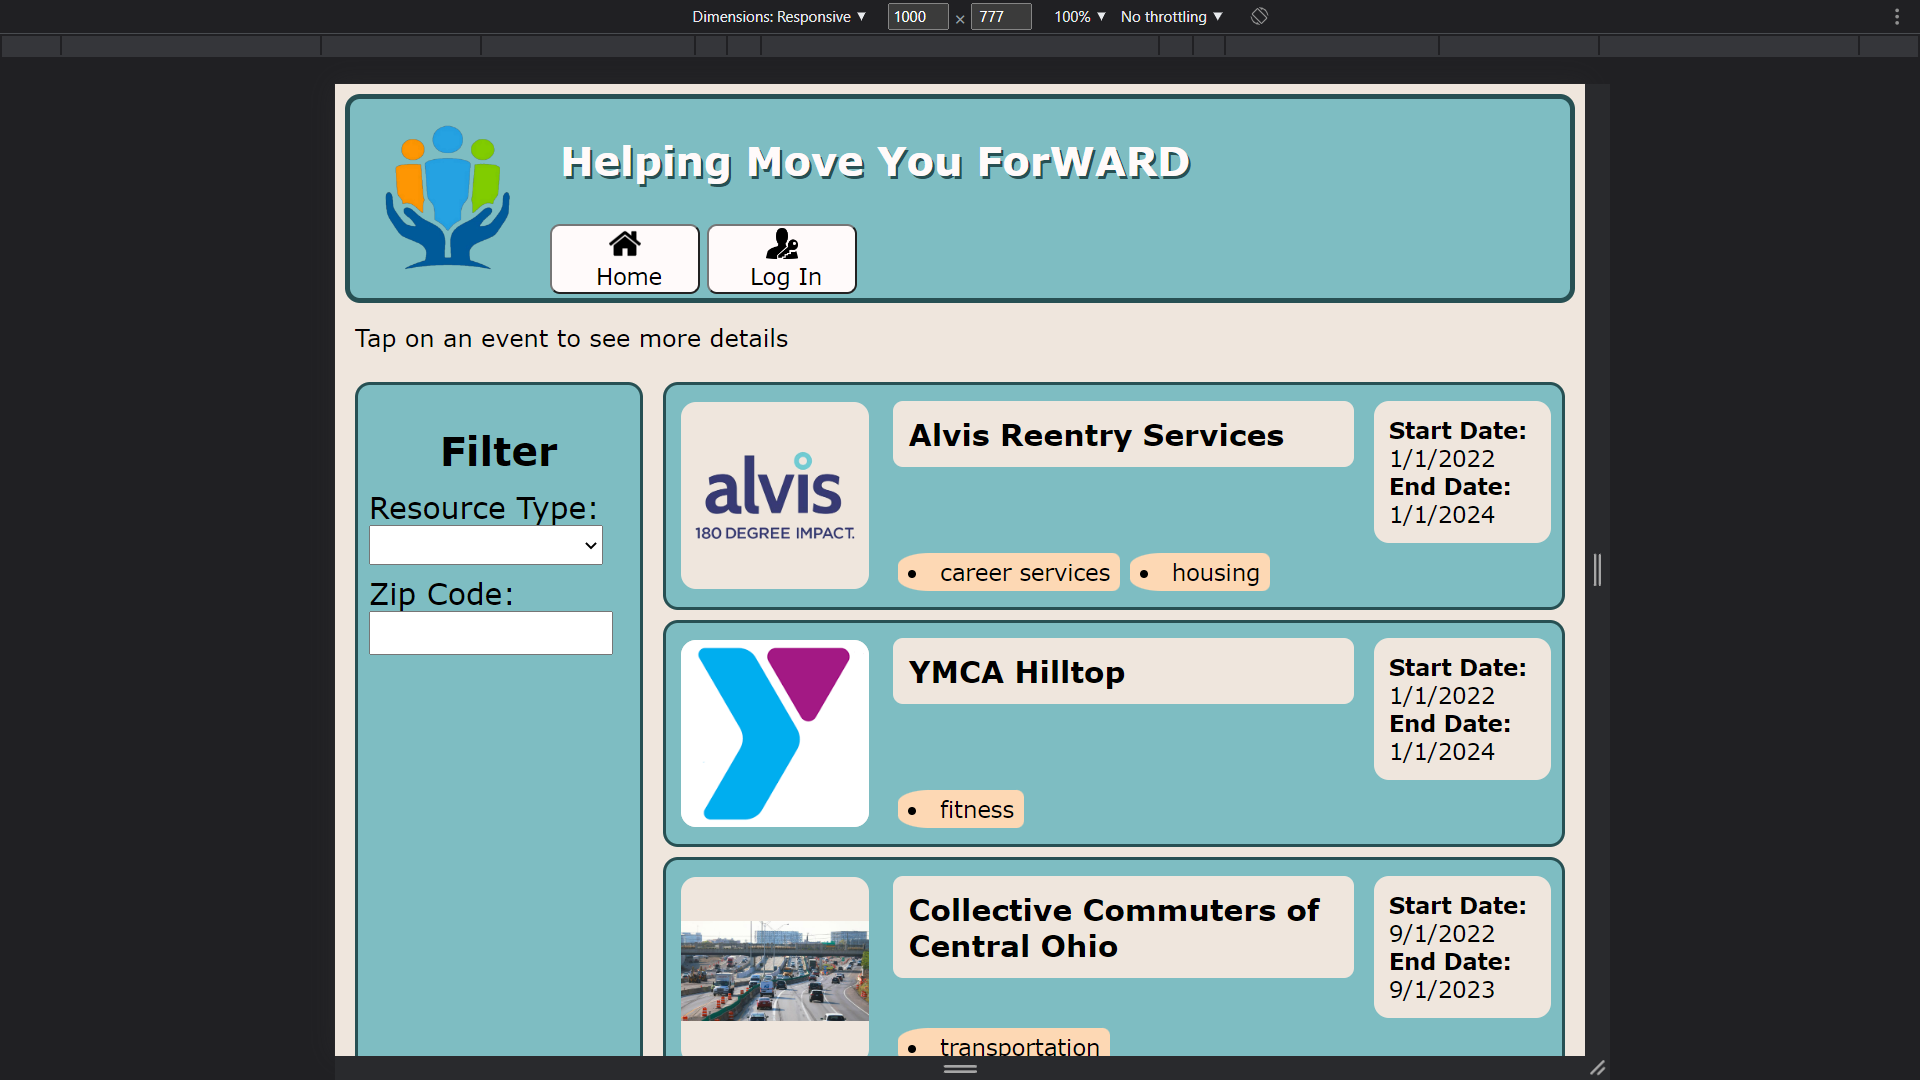 Dimensions: Responsive ▼ 1000 × 777 100% ▼ No throttling ▼
Helping Move You ForWARD
Home
Log In
Tap on an event to see more details
Filter
Resource Type:
Zip Code:
alvis
180 DEGREE IMPACT.
Alvis Reentry Services
• career services
• housing
Start Date:
1/1/2022
End Date:
1/1/2024
YMCA Hilltop
• fitness
Start Date:
1/1/2022
End Date:
1/1/2024
Collective Commuters of
Central Ohio
• transportation
Start Date:
9/1/2022
End Date:
9/1/2023